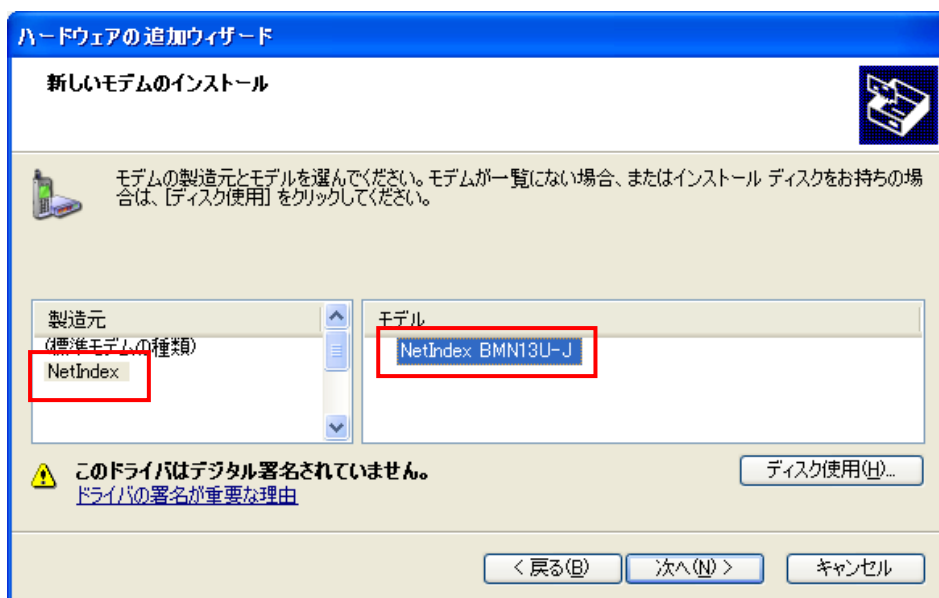 ハードウェアの追加ウィザード
新しいモデムのインストール
モデムの製造元とモデルを選んでください。モデムが一覧にない場合、またはインストール ディスクをお持ちの場
合は、[ディスク使用] をクリックしてください。
製造元
(標準モデムの種類)
NetIndex
モデル
NetIndex BMN13U-J
このドライバはデジタル署名されていません。
ドライバの署名が重要な理由
ディスク使用(H)...
< 戻る(B)
次へ(N) >
キャンセル